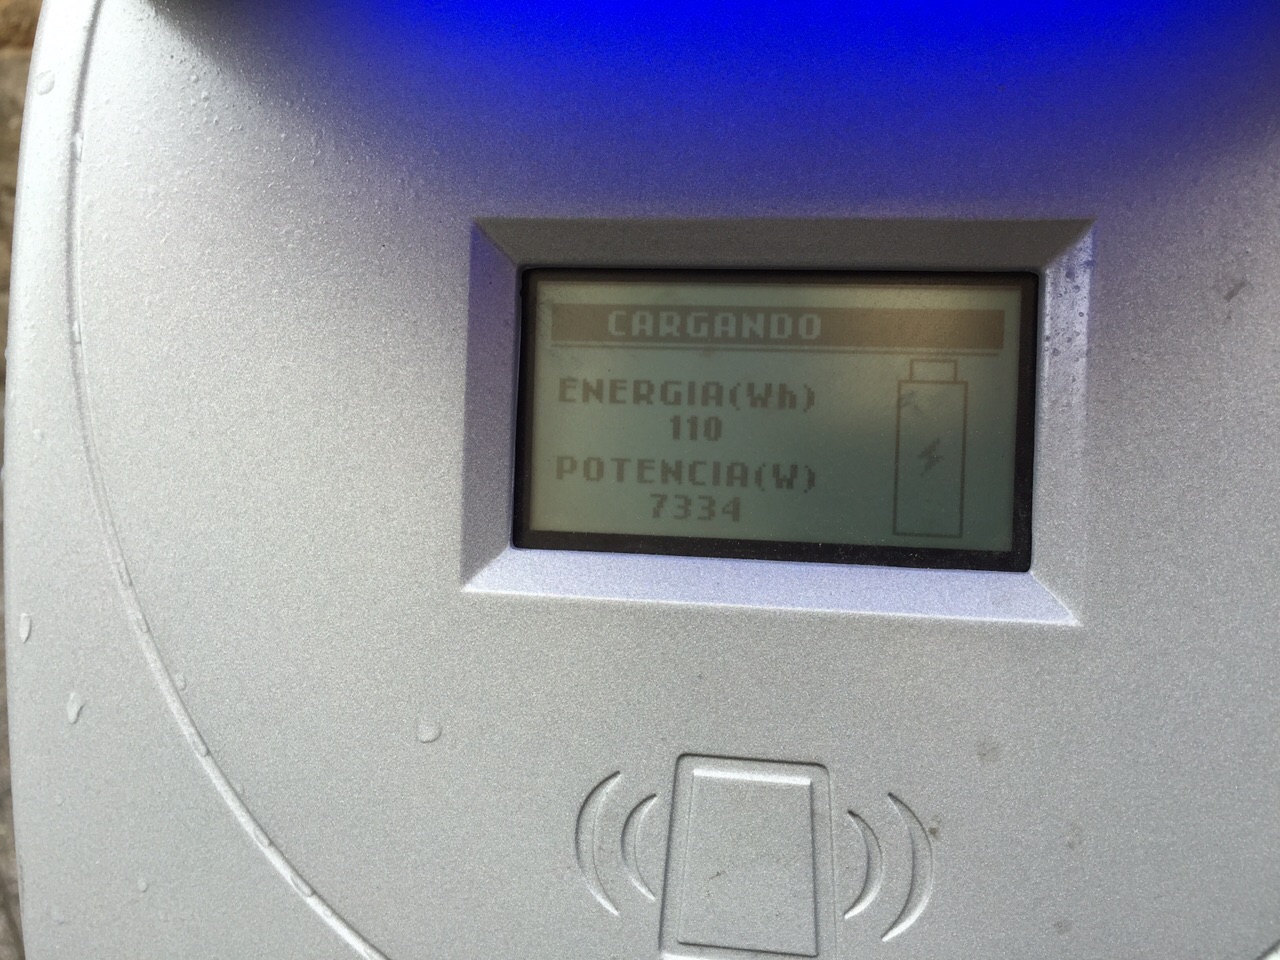 CARGANDO
ENERGIA(Wh)
110
POTENCIA(W)
7334